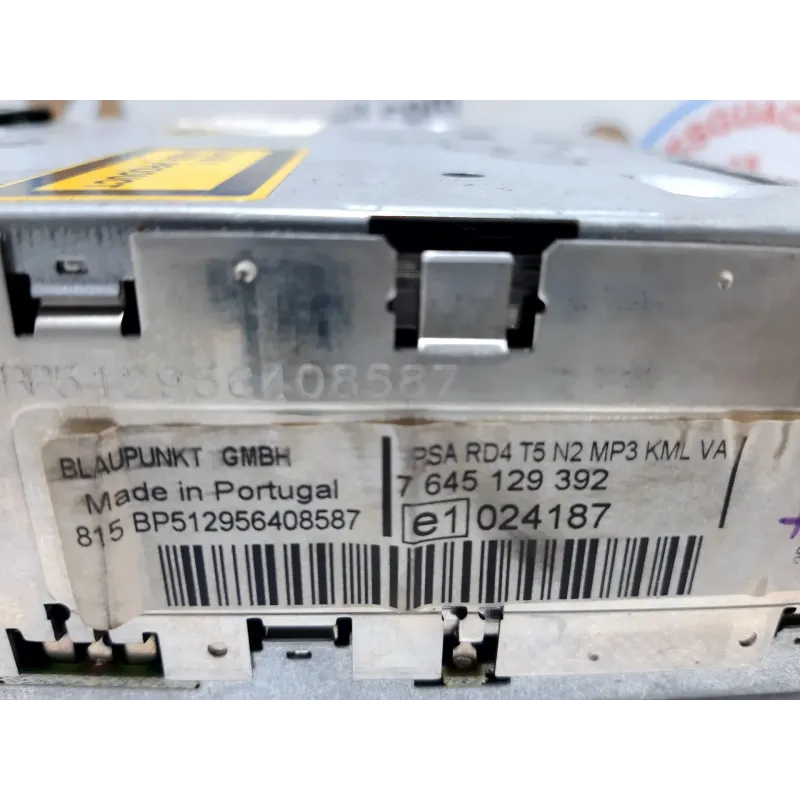 BP512956408587
BLAUPUNKT GMBH
Made in Portugal
815 BP512956408587
PSA RD4 T5 N2 MP3 KML VA
7 645 129 392
e1 024187